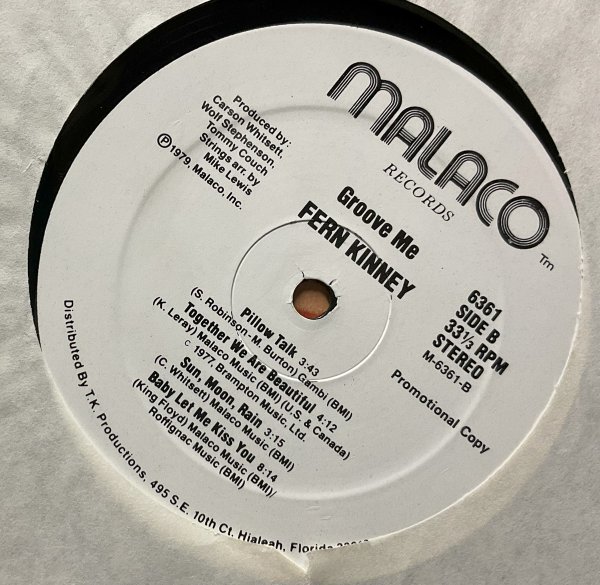 MALACO
RECORDS
Tm
Produced by:
Carson Whitsett,
Wolf Stephenson,
Tommy Couch
Strings arr. by
Mike Lewis
Ⓟ 1979, Malaco, Inc.
Groove Me
FERN KINNEY
6361
SIDE B
33 1/3 RPM
STEREO
M-6361-B
Promotional Copy
Pillow Talk 3:43
(S. Robinson-M. Burton) Gambi (BMI)
Together We Are Beautiful 4:12
(K. Leray) Malaco Music (BMI) (U.S. & Canada)
c 1977, Brampton Music, Ltd.
Sun, Moon, Rain 3:15
(C. Whitsett) Malaco Music (BMI)
Baby Let Me Kiss You 8:14
(King Floyd) Malaco Music (BMI)/
Roffignac Music (BMI)
Distributed By T.K. Productions, 495 S.E. 10th Ct. Hialeah, Florida